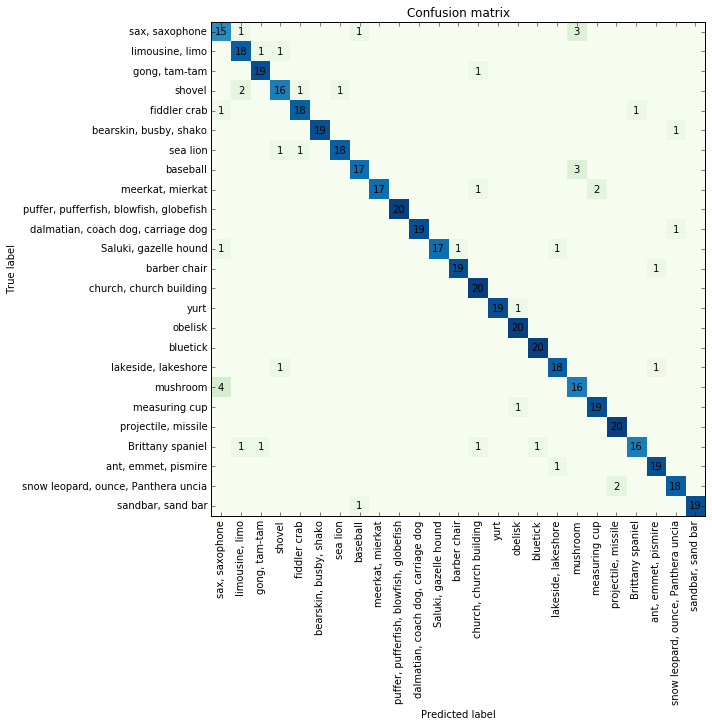 Confusion matrix
True label
sax, saxophone 15 1 1 3
limousine, limo 18 1 1
gong, tam-tam 19 1
shovel 2 16 1 1
fiddler crab 1 18 1
bearskin, busby, shako 19 1
sea lion 1 1 18
baseball 17 3
meerkat, mierkat 17 1 2
puffer, pufferfish, blowfish, globefish 20
dalmatian, coach dog, carriage dog 19 1
Saluki, gazelle hound 1 17 1 1
barber chair 19 1
church, church building 20
yurt 19 1
obelisk 20
bluetick 20
lakeside, lakeshore 1 18 1
mushroom 4 16
measuring cup 1 19
projectile, missile 20
Brittany spaniel 1 1 1 1 16
ant, emmet, pismire 1 19
snow leopard, ounce, Panthera uncia 2 18
sandbar, sand bar 1 19
sax, saxophone
limousine, limo
gong, tam-tam
shovel
fiddler crab
bearskin, busby, shako
sea lion
baseball
meerkat, mierkat
puffer, pufferfish, blowfish, globefish
dalmatian, coach dog, carriage dog
Saluki, gazelle hound
barber chair
church, church building
yurt
obelisk
bluetick
lakeside, lakeshore
mushroom
measuring cup
projectile, missile
Brittany spaniel
ant, emmet, pismire
snow leopard, ounce, Panthera uncia
sandbar, sand bar
Predicted label